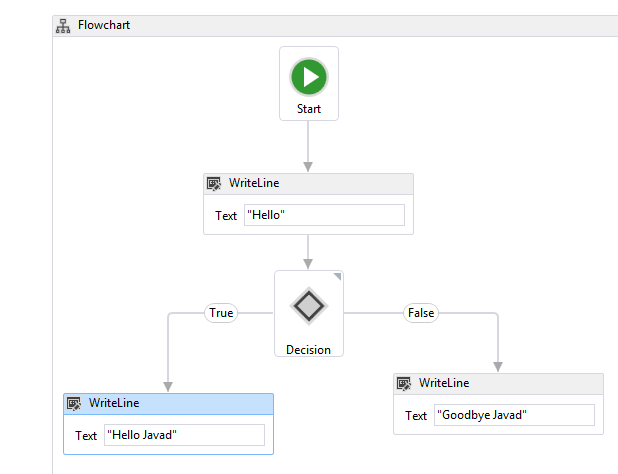 Flowchart
Start
WriteLine
Text "Hello"
True
False
Decision
WriteLine
Text "Goodbye Javad"
WriteLine
Text "Hello Javad"